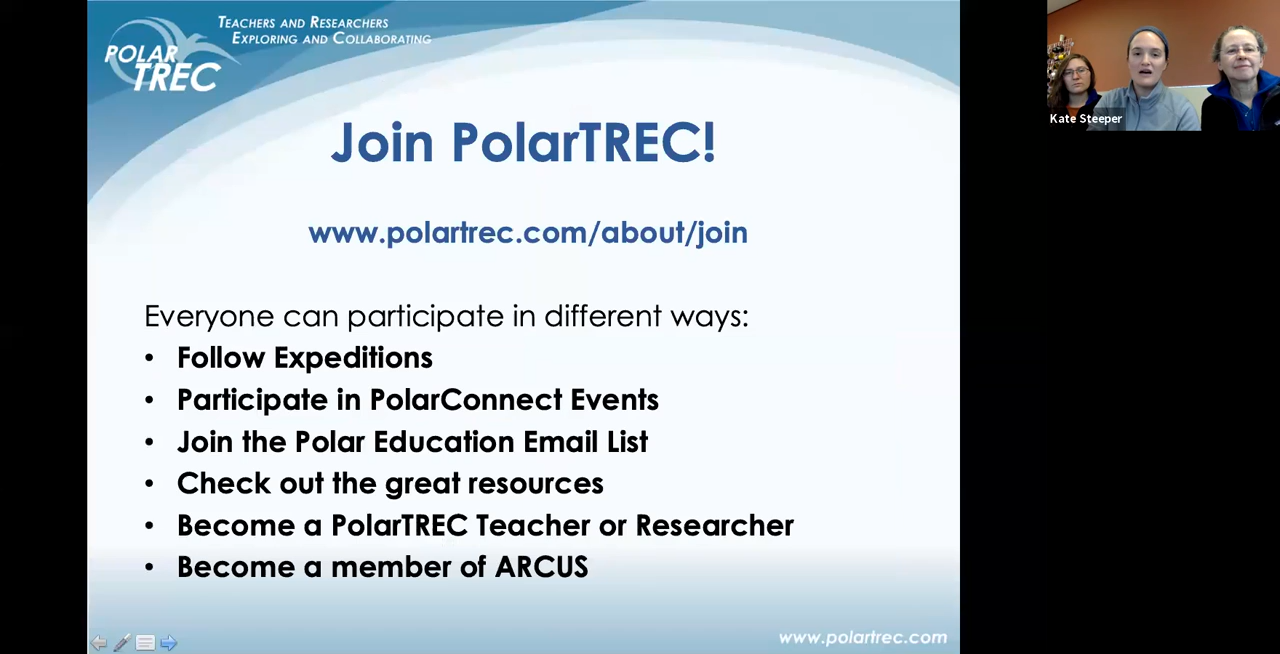 TEACHERS AND RESEARCHERS
EXPLORING AND COLLABORATING
POLAR
TREC
Join PolarTREC!
www.polartrec.com/about/join
Everyone can participate in different ways:
• Follow Expeditions
• Participate in PolarConnect Events
• Join the Polar Education Email List
• Check out the great resources
• Become a PolarTREC Teacher or Researcher
• Become a member of ARCUS
www.polartrec.com
Kate Steeper